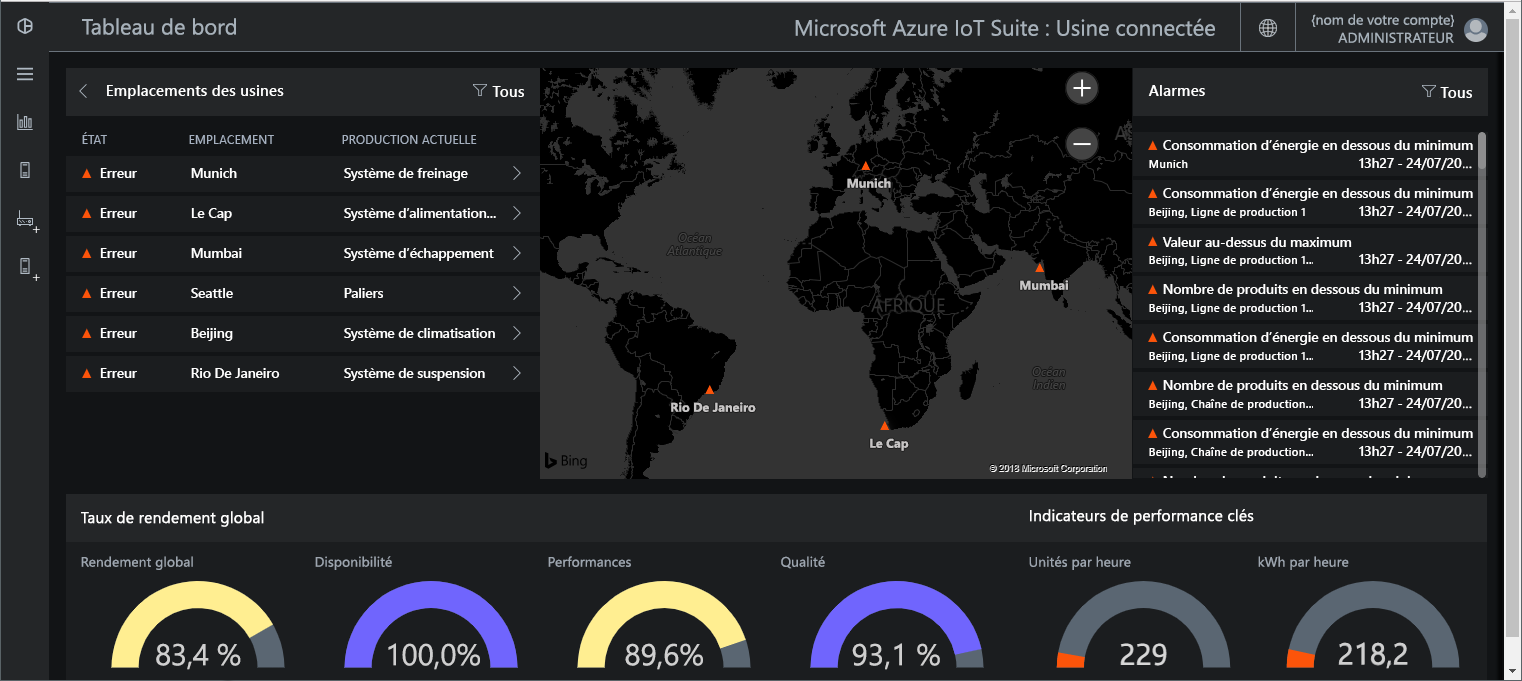 Tableau de bord
Microsoft Azure IoT Suite : Usine connectée
{nom de votre compte}
ADMINISTRATEUR
Emplacements des usines
Tous
ÉTAT EMPLACEMENT PRODUCTION ACTUELLE
Erreur Munich Système de freinage
Erreur Le Cap Système d’alimentation...
Erreur Mumbai Système d’échappement
Erreur Seattle Paliers
Erreur Beijing Système de climatisation
Erreur Rio De Janeiro Système de suspension
Munich
Océan
Atlantique
Mumbai
AFRIQUE
Océan
Indien
Rio De Janeiro
Le Cap
Bing
© 2018 Microsoft Corporation
Alarmes
Tous
Consommation d’énergie en dessous du minimum
Munich 13h27 - 24/07/20...
Consommation d’énergie en dessous du minimum
Beijing, Ligne de production 1 13h27 - 24/07/20...
Valeur au-dessus du maximum
Beijing, Ligne de production 1... 13h27 - 24/07/20...
Nombre de produits en dessous du minimum
Beijing, Ligne de production 1... 13h27 - 24/07/20...
Consommation d’énergie en dessous du minimum
Beijing, Ligne de production 1... 13h27 - 24/07/20...
Nombre de produits en dessous du minimum
Beijing, Chaîne de production... 13h27 - 24/07/20...
Consommation d’énergie en dessous du minimum
Beijing, Chaîne de production... 13h27 - 24/07/20...
Taux de rendement global
Indicateurs de performance clés
Rendement global Disponibilité Performances Qualité Unités par heure kWh par heure
83,4 % 100,0% 89,6% 93,1 % 229 218,2